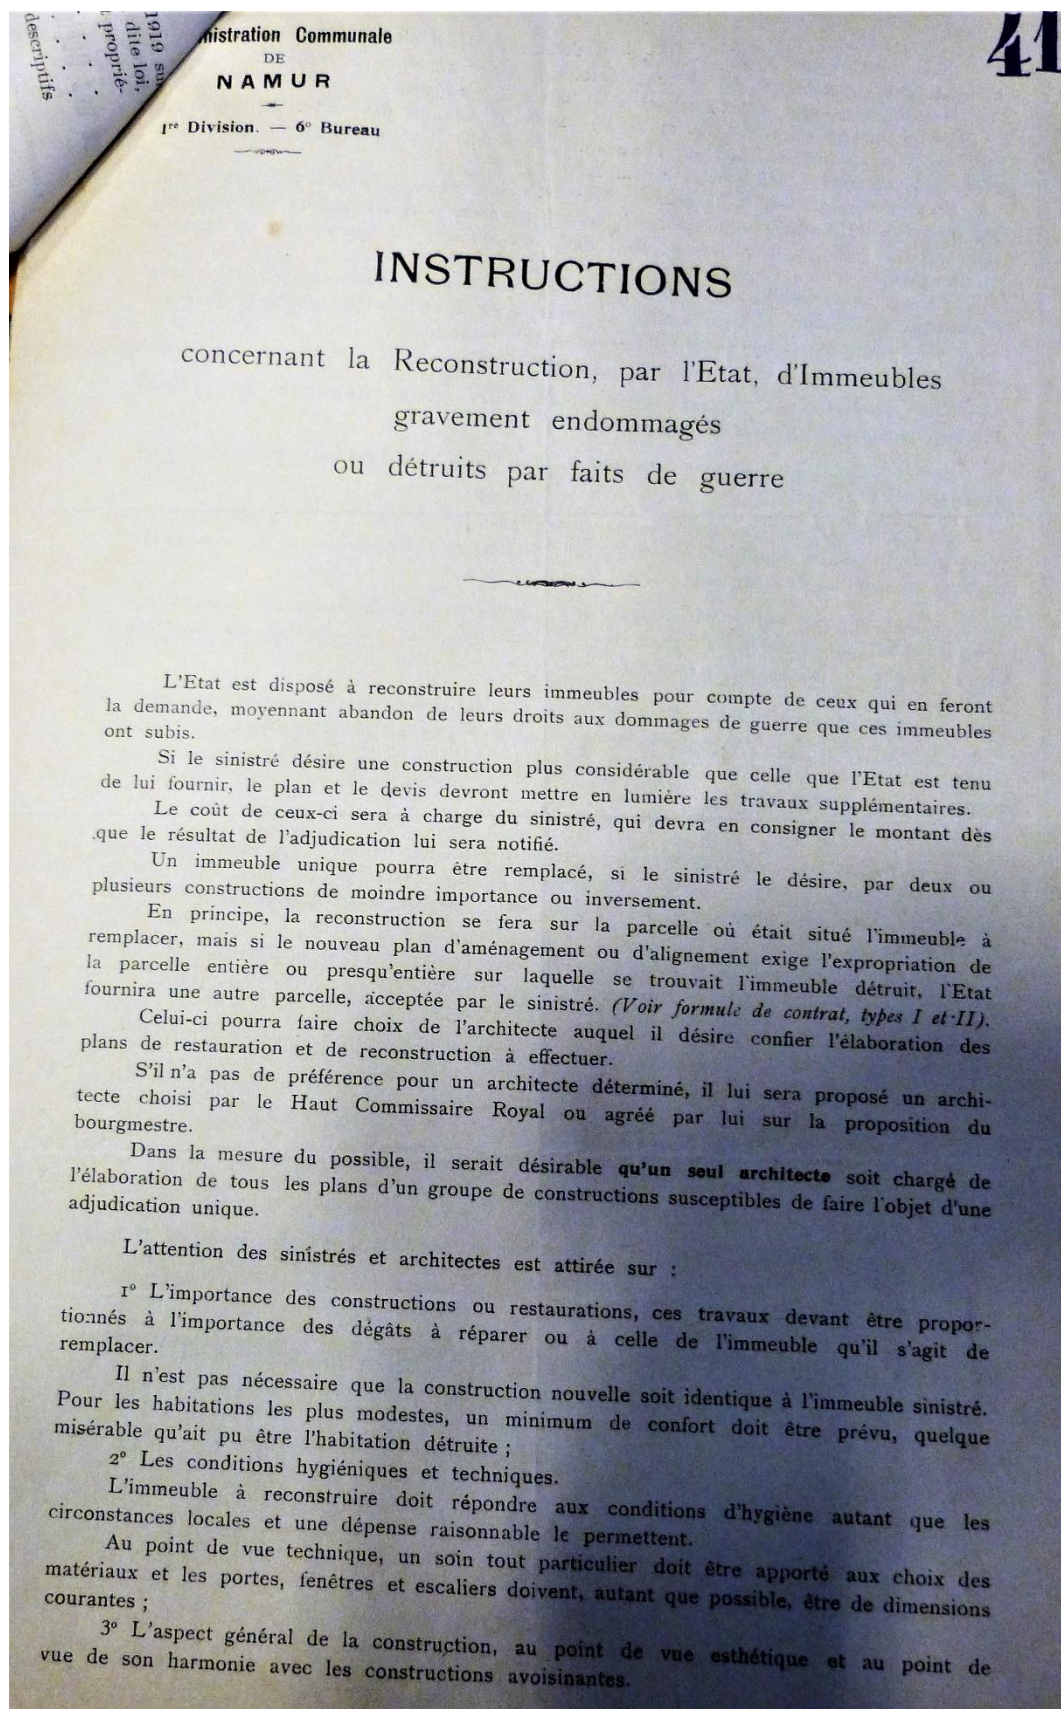 1919 su
dite loi,
t proprié-
descriptifs
nistration Communale
DE
NAMUR
1re Division. — 6e Bureau
41
INSTRUCTIONS
concernant la Reconstruction, par l'Etat, d'Immeubles
gravement endommagés
ou détruits par faits de guerre
L'Etat est disposé à reconstruire leurs immeubles pour compte de ceux qui en feront
la demande, moyennant abandon de leurs droits aux dommages de guerre que ces immeubles
ont subis.
Si le sinistré désire une construction plus considérable que celle que l'Etat est tenu
de lui fournir, le plan et le devis devront mettre en lumière les travaux supplémentaires.
Le coût de ceux-ci sera à charge du sinistré, qui devra en consigner le montant dès
que le résultat de l'adjudication lui sera notifié.
Un immeuble unique pourra être remplacé, si le sinistré le désire, par deux ou
plusieurs constructions de moindre importance ou inversement.
En principe, la reconstruction se fera sur la parcelle où était situé l'immeuble à
remplacer, mais si le nouveau plan d'aménagement ou d'alignement exige l'expropriation de
la parcelle entière ou presqu'entière sur laquelle se trouvait l'immeuble détruit, l'Etat
fournira une autre parcelle, acceptée par le sinistré. (Voir formule de contrat, types I et II).
Celui-ci pourra faire choix de l'architecte auquel il désire confier l'élaboration des
plans de restauration et de reconstruction à effectuer.
S'il n'a pas de préférence pour un architecte déterminé, il lui sera proposé un archi-
tecte choisi par le Haut Commissaire Royal ou agréé par lui sur la proposition du
bourgmestre.
Dans la mesure du possible, il serait désirable qu'un seul architecte soit chargé de
l'élaboration de tous les plans d'un groupe de constructions susceptibles de faire l'objet d'une
adjudication unique.
L'attention des sinistrés et architectes est attirée sur :
1° L'importance des constructions ou restaurations, ces travaux devant être propor-
tionnés à l'importance des dégâts à réparer ou à celle de l'immeuble qu'il s'agit de
remplacer.
Il n'est pas nécessaire que la construction nouvelle soit identique à l'immeuble sinistré.
Pour les habitations les plus modestes, un minimum de confort doit être prévu, quelque
misérable qu'ait pu être l'habitation détruite ;
2° Les conditions hygiéniques et techniques.
L'immeuble à reconstruire doit répondre aux conditions d'hygiène autant que les
circonstances locales et une dépense raisonnable le permettent.
Au point de vue technique, un soin tout particulier doit être apporté aux choix des
matériaux et les portes, fenêtres et escaliers doivent, autant que possible, être de dimensions
courantes ;
3° L'aspect général de la construction, au point de vue esthétique et au point de
vue de son harmonie avec les constructions avoisinantes.